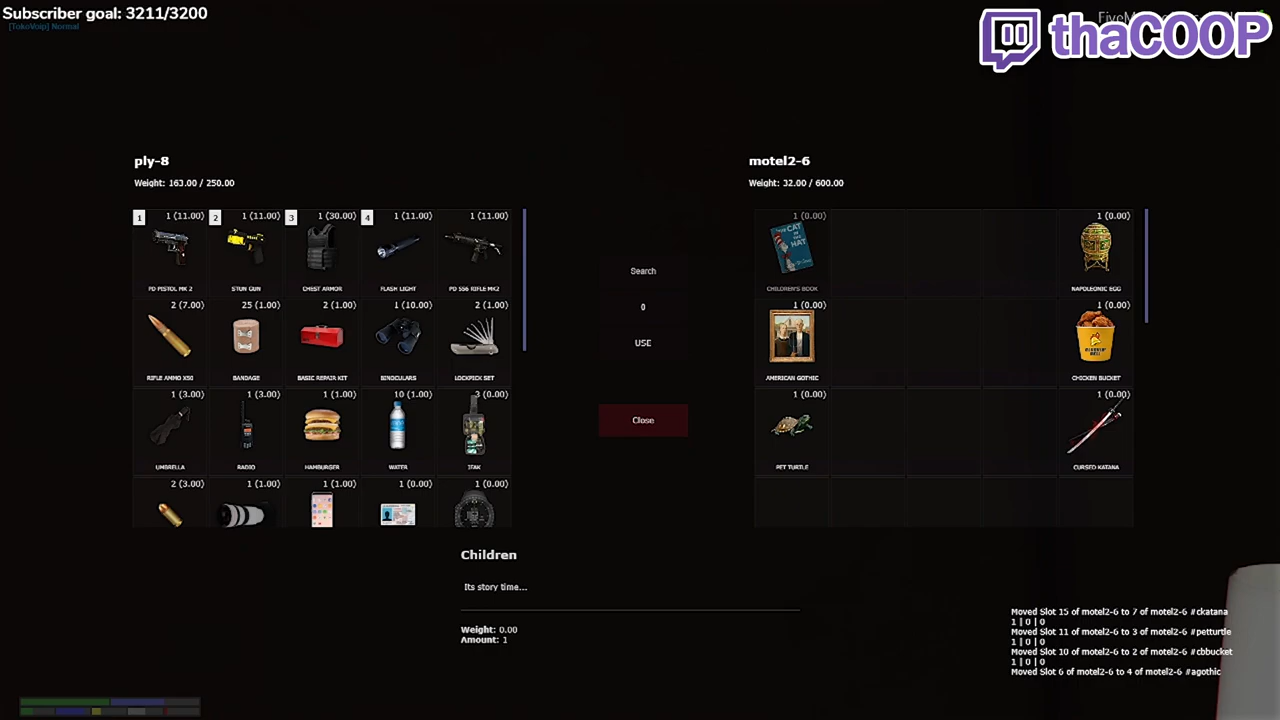 Subscriber goal: 3211/3200
[TokoVoip] Normal
FiveM
thaCOOP
ply-8
Weight: 163.00 / 250.00
motel2-6
Weight: 32.00 / 600.00
1 1 (11.00) 2 1 (11.00) 3 1 (30.00) 4 1 (11.00) 1 (11.00)
PD PISTOL MK 2 STUN GUN CHEST ARMOR FLASH LIGHT PD 556 RIFLE MK2
2 (7.00) 25 (1.00) 2 (1.00) 1 (10.00) 2 (1.00)
RIFLE AMMO X50 BANDAGE BASIC REPAIR KIT BINOCULARS LOCKPICK SET
1 (3.00) 1 (3.00) 1 (1.00) 10 (1.00) 3 (0.00)
UMBRELLA RADIO HAMBURGER WATER IFAK
2 (3.00) 1 (1.00) 1 (1.00) 1 (0.00) 1 (0.00)
Search
0
USE
Close
1 (0.00) 1 (0.00)
THE CAT IN THE HAT
CHILDREN'S BOOK NAPOLEONIC EGG
1 (0.00) 1 (0.00)
AMERICAN GOTHIC CHICKEN BUCKET
1 (0.00) 1 (0.00)
PET TURTLE CURSED KATANA
Children
Its story time...
Weight: 0.00
Amount: 1
Moved Slot 15 of motel2-6 to 7 of motel2-6 #ckatana
1 | 0 | 0
Moved Slot 11 of motel2-6 to 3 of motel2-6 #petturtle
1 | 0 | 0
Moved Slot 10 of motel2-6 to 2 of motel2-6 #cbbucket
1 | 0 | 0
Moved Slot 6 of motel2-6 to 4 of motel2-6 #agothic